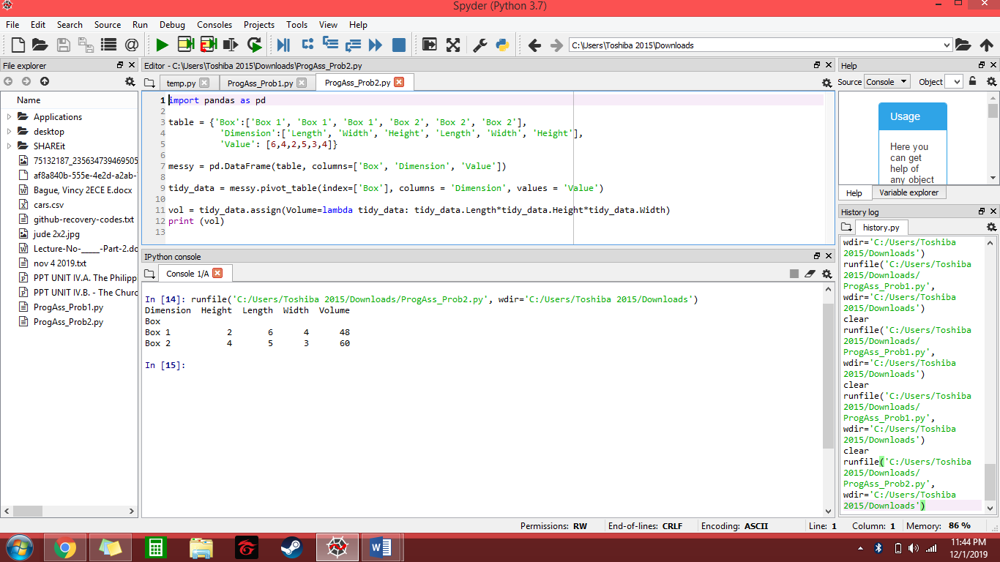 Spyder (Python 3.7)
File Edit Search Source Run Debug Consoles Projects Tools View Help
C:\Users\Toshiba 2015\Downloads
File explorer
Name
Applications
desktop
SHAREit
75132187_235634739469505
af8a840b-555e-4e2d-a2ab-
Bague, Vincy 2ECE E.docx
cars.csv
github-recovery-codes.txt
jude 2x2.jpg
Lecture-No-_____-Part-2.do
nov 4 2019.txt
PPT UNIT IV.A. The Philipp
PPT UNIT IV.B. - The Churc
ProgAss_Prob1.py
ProgAss_Prob2.py
Editor - C:\Users\Toshiba 2015\Downloads\ProgAss_Prob2.py
temp.py ProgAss_Prob1.py ProgAss_Prob2.py
1 import pandas as pd
2
3 table = {'Box':['Box 1', 'Box 1', 'Box 1', 'Box 2', 'Box 2', 'Box 2'],
4 'Dimension':['Length', 'Width', 'Height', 'Length', 'Width', 'Height'],
5 'Value': [6,4,2,5,3,4]}
6
7 messy = pd.DataFrame(table, columns=['Box', 'Dimension', 'Value'])
8
9 tidy_data = messy.pivot_table(index=['Box'], columns = 'Dimension', values = 'Value')
10
11 vol = tidy_data.assign(Volume=lambda tidy_data: tidy_data.Length*tidy_data.Height*tidy_data.Width)
12 print (vol)
13
IPython console
Console 1/A
In [14]: runfile('C:/Users/Toshiba 2015/Downloads/ProgAss_Prob2.py', wdir='C:/Users/Toshiba 2015/Downloads')
Dimension Height Length Width Volume
Box
Box 1 2 6 4 48
Box 2 4 5 3 60
In [15]:
Help
Source Console Object
Usage
Here you
can get
help of
any object
Help Variable explorer
History log
history.py
wdir='C:/Users/Toshiba
2015/Downloads')
runfile('C:/Users/Toshiba
2015/Downloads/
ProgAss_Prob1.py',
wdir='C:/Users/Toshiba
2015/Downloads')
clear
runfile('C:/Users/Toshiba
2015/Downloads/
ProgAss_Prob1.py',
wdir='C:/Users/Toshiba
2015/Downloads')
clear
runfile('C:/Users/Toshiba
2015/Downloads/
ProgAss_Prob1.py',
wdir='C:/Users/Toshiba
2015/Downloads')
clear
runfile('C:/Users/Toshiba
2015/Downloads/
ProgAss_Prob2.py',
wdir='C:/Users/Toshiba
2015/Downloads')
Permissions: RW End-of-lines: CRLF Encoding: ASCII Line: 1 Column: 1 Memory: 86 %
11:44 PM
12/1/2019